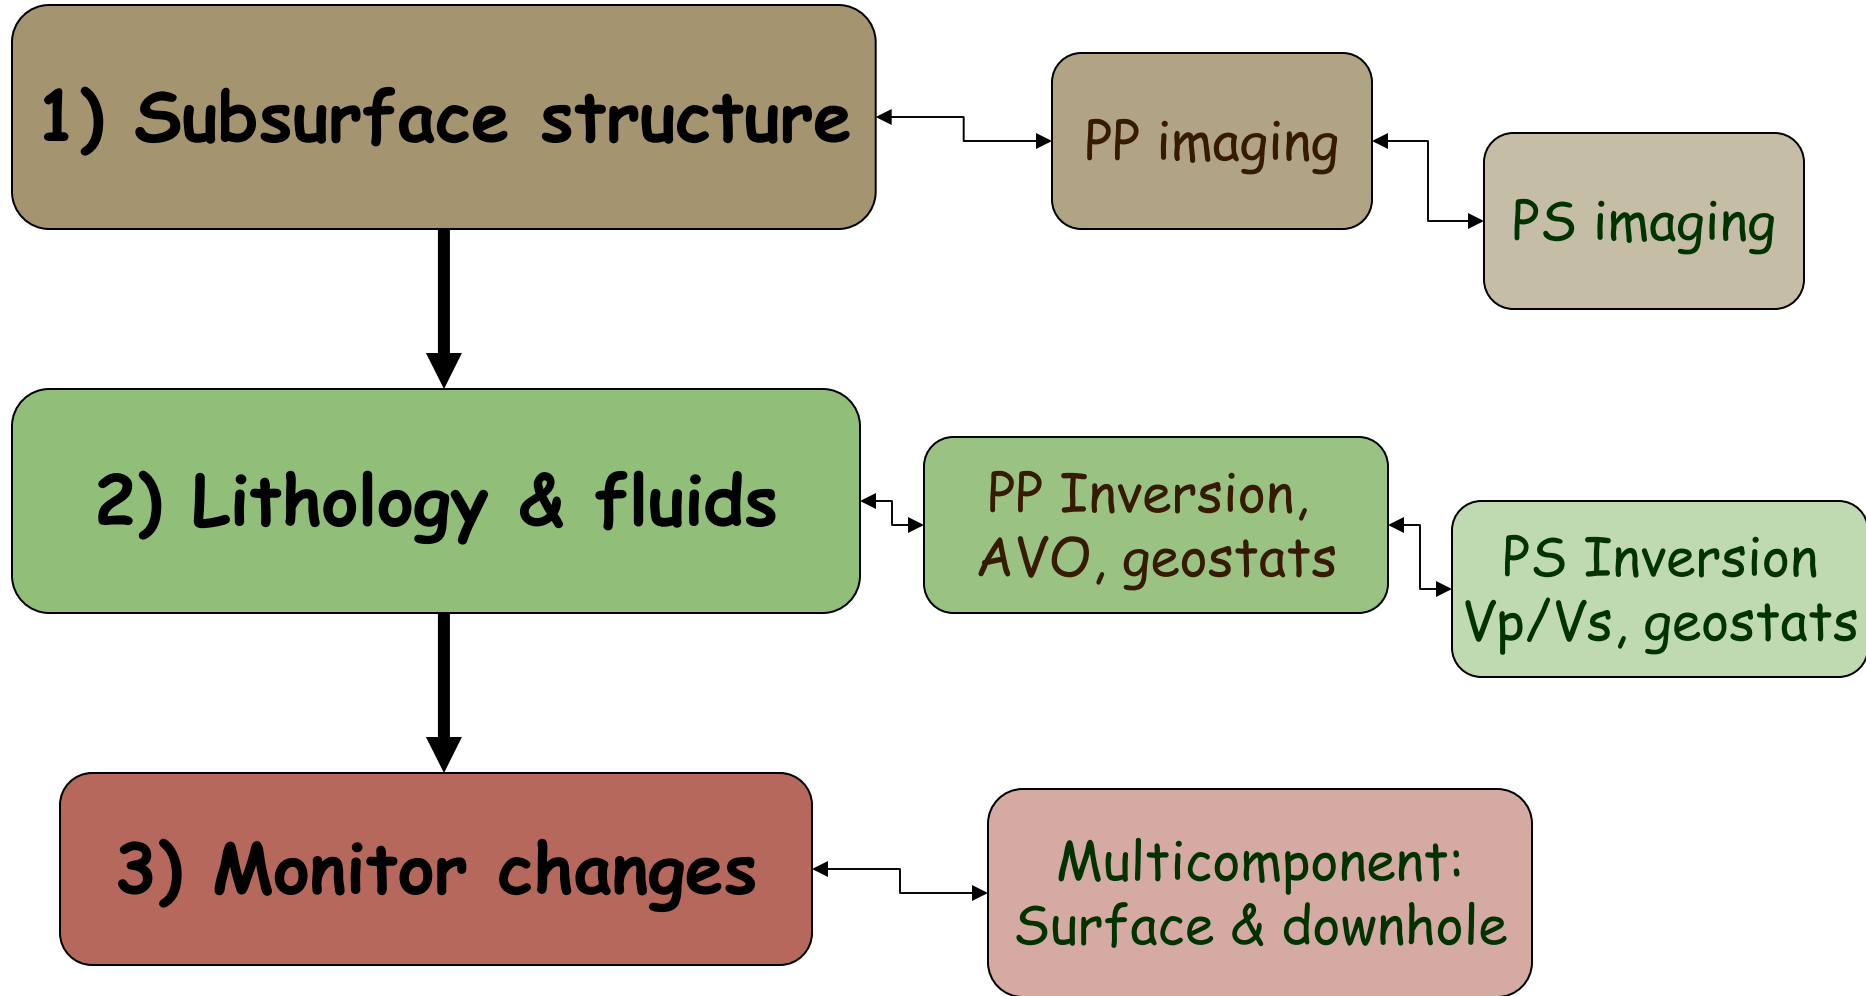 1) Subsurface structure
PP imaging
PS imaging
2) Lithology & fluids
PP Inversion,
AVO, geostats
PS Inversion
Vp/Vs, geostats
3) Monitor changes
Multicomponent:
Surface & downhole